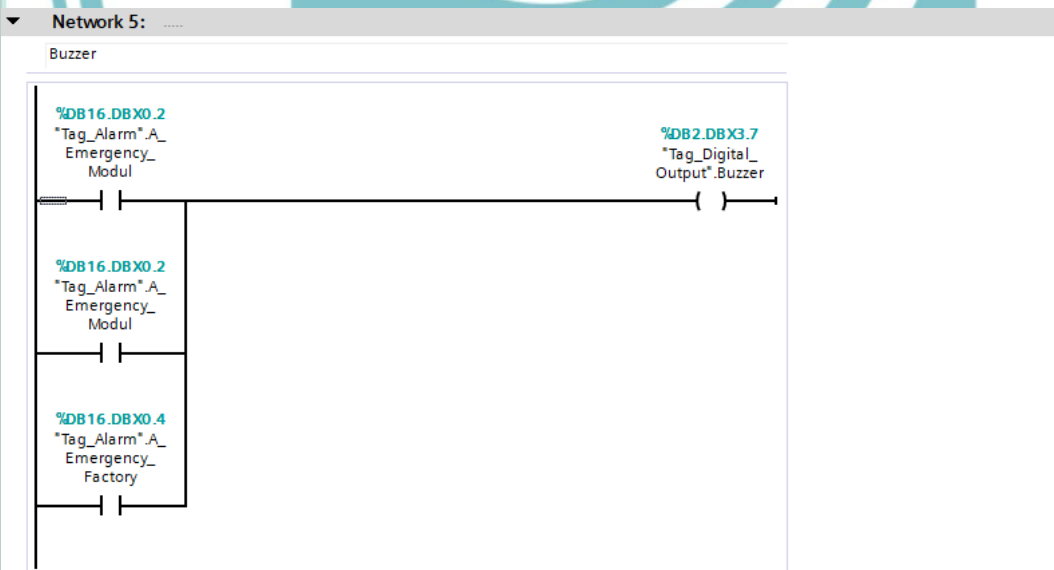 Network 5: .....
Buzzer
%DB16.DBX0.2
"Tag_Alarm".A_
Emergency_
Modul
%DB2.DBX3.7
"Tag_Digital_
Output".Buzzer
%DB16.DBX0.2
"Tag_Alarm".A_
Emergency_
Modul
%DB16.DBX0.4
"Tag_Alarm".A_
Emergency_
Factory